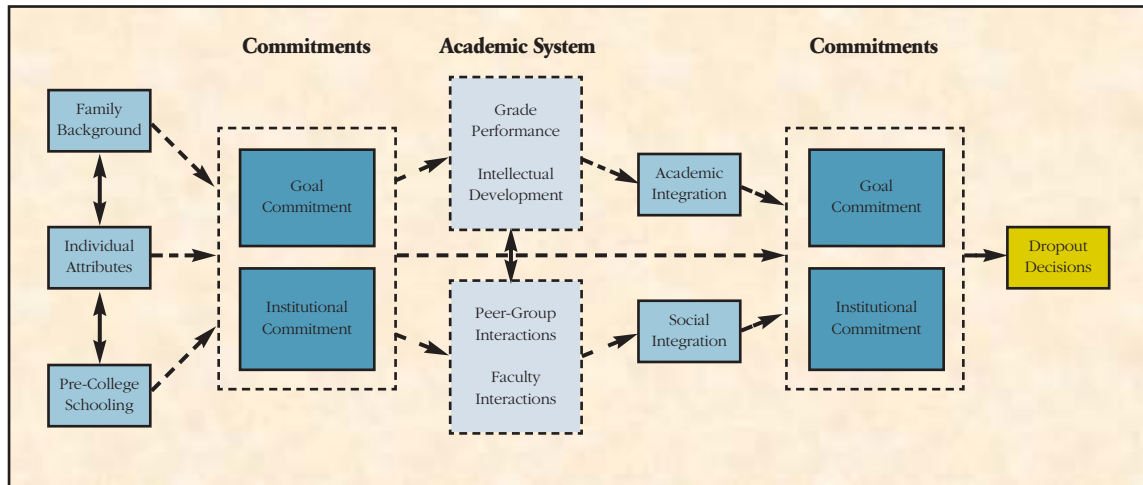 Commitments
Academic System
Commitments
Family
Background
Individual
Attributes
Pre-College
Schooling
Goal
Commitment
Institutional
Commitment
Grade
Performance
Intellectual
Development
Peer-Group
Interactions
Faculty
Interactions
Academic
Integration
Social
Integration
Goal
Commitment
Institutional
Commitment
Dropout
Decisions